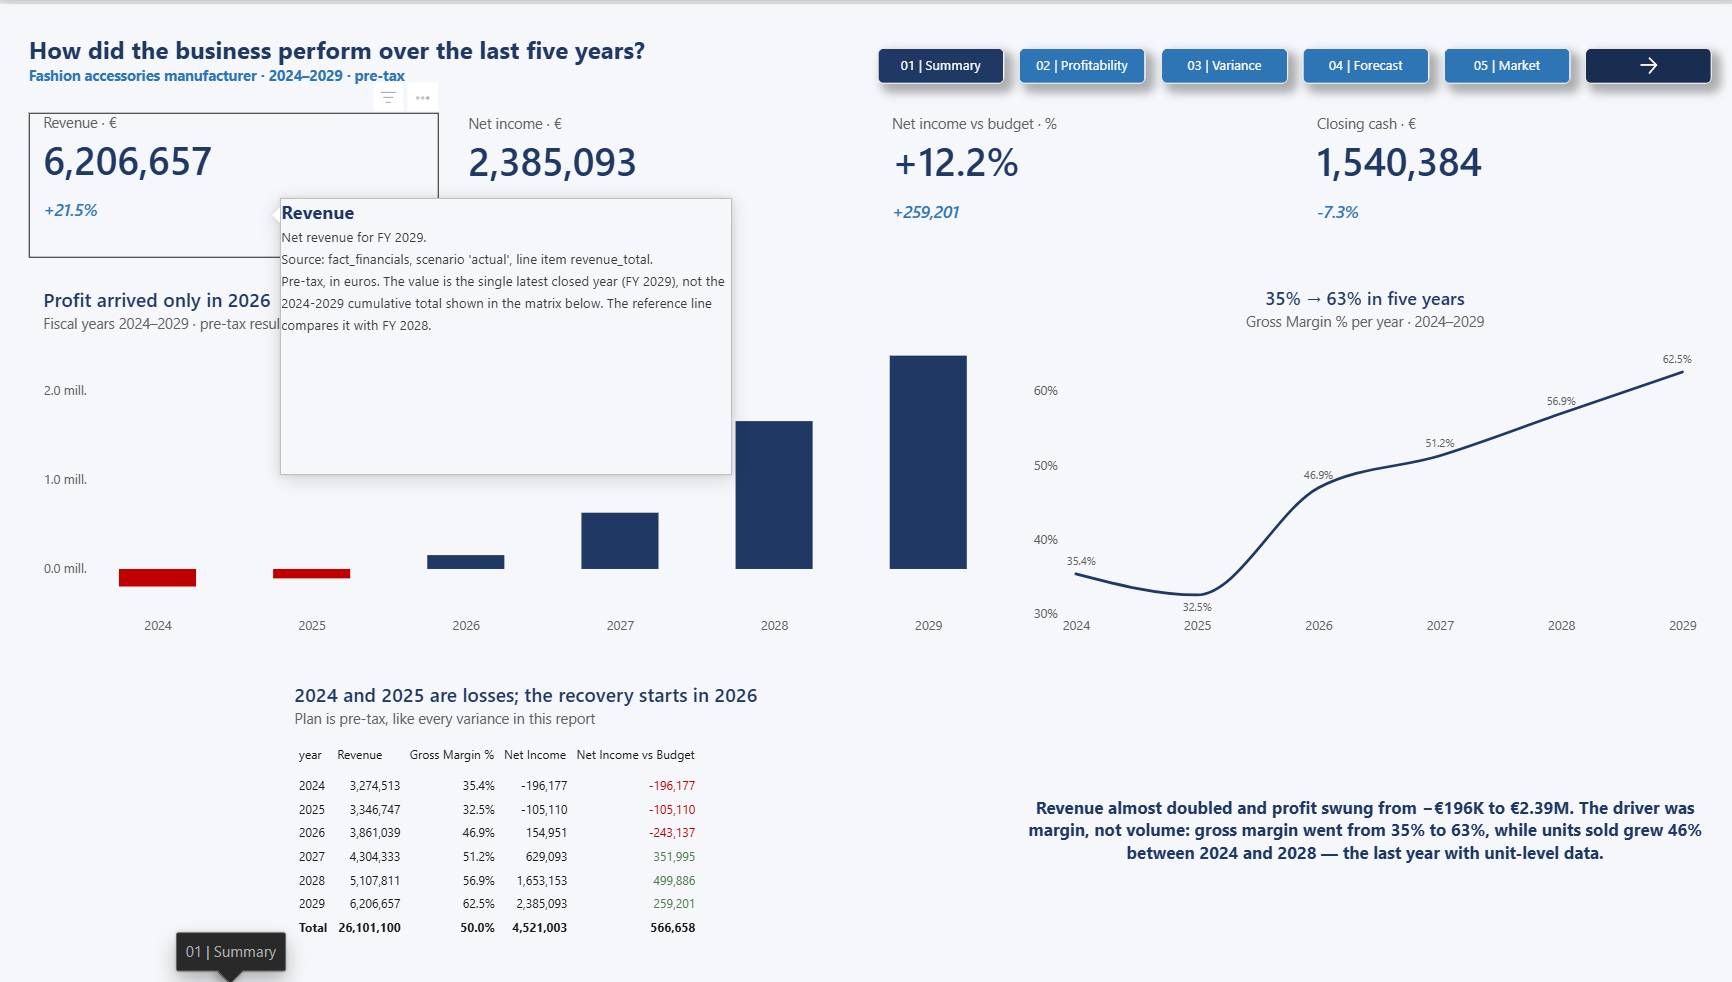 How did the business perform over the last five years?
Fashion accessories manufacturer · 2024–2029 · pre-tax
01 | Summary
02 | Profitability
03 | Variance
04 | Forecast
05 | Market
Revenue · €
6,206,657
+21.5%
Net income · €
2,385,093
Net income vs budget · %
+12.2%
+259,201
Closing cash · €
1,540,384
-7.3%
Revenue
Net revenue for FY 2029.
Source: fact_financials, scenario 'actual', line item revenue_total.
Pre-tax, in euros. The value is the single latest closed year (FY 2029), not the
2024-2029 cumulative total shown in the matrix below. The reference line
compares it with FY 2028.
Profit arrived only in 2026
Fiscal years 2024–2029 · pre-tax
2.0 mill.
1.0 mill.
0.0 mill.
2024 2025 2026 2027 2028 2029
35% → 63% in five years
Gross Margin % per year · 2024–2029
60%
50%
40%
30%
35.4%
32.5%
46.9%
51.2%
56.9%
62.5%
2024 2025 2026 2027 2028 2029
2024 and 2025 are losses; the recovery starts in 2026
Plan is pre-tax, like every variance in this report
year Revenue Gross Margin % Net Income Net Income vs Budget
2024 3,274,513 35.4% -196,177 -196,177
2025 3,346,747 32.5% -105,110 -105,110
2026 3,861,039 46.9% 154,951 -243,137
2027 4,304,333 51.2% 629,093 351,995
2028 5,107,811 56.9% 1,653,153 499,886
2029 6,206,657 62.5% 2,385,093 259,201
Total 26,101,100 50.0% 4,521,003 566,658
Revenue almost doubled and profit swung from −€196K to €2.39M. The driver was
margin, not volume: gross margin went from 35% to 63%, while units sold grew 46%
between 2024 and 2028 — the last year with unit-level data.
01 | Summary